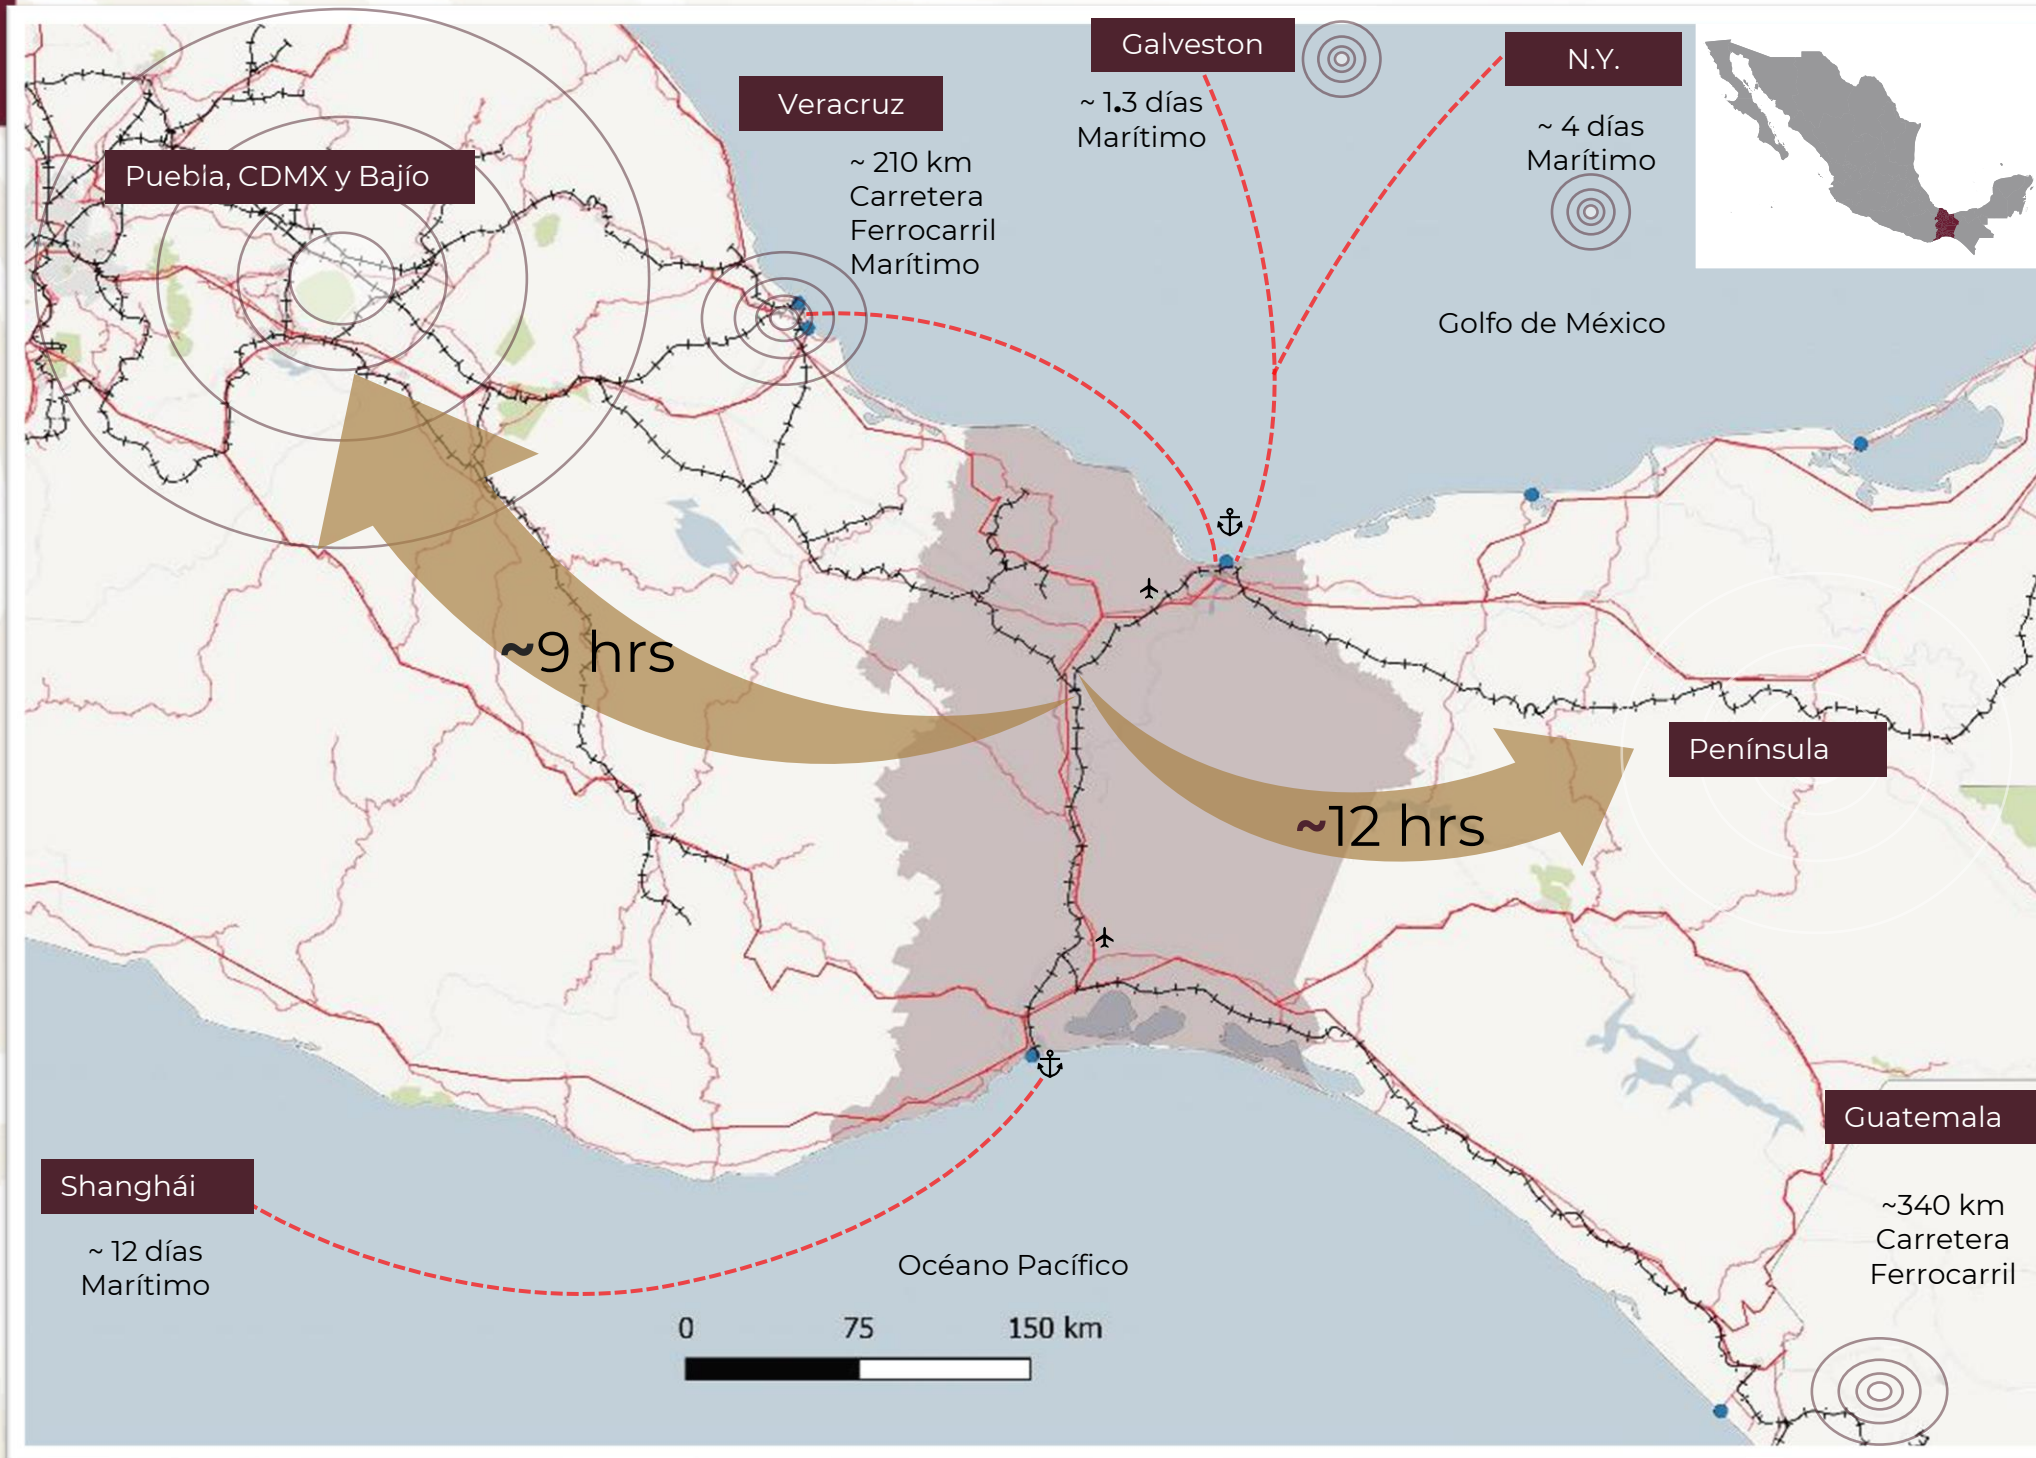 Galveston
~ 1.3 días
Marítimo
N.Y.
~ 4 días
Marítimo
Veracruz
~ 210 km
Carretera
Ferrocarril
Marítimo
Puebla, CDMX y Bajío
Golfo de México
~9 hrs
~12 hrs
Península
Guatemala
~340 km
Carretera
Ferrocarril
Shanghái
~ 12 días
Marítimo
Océano Pacífico
0 75 150 km